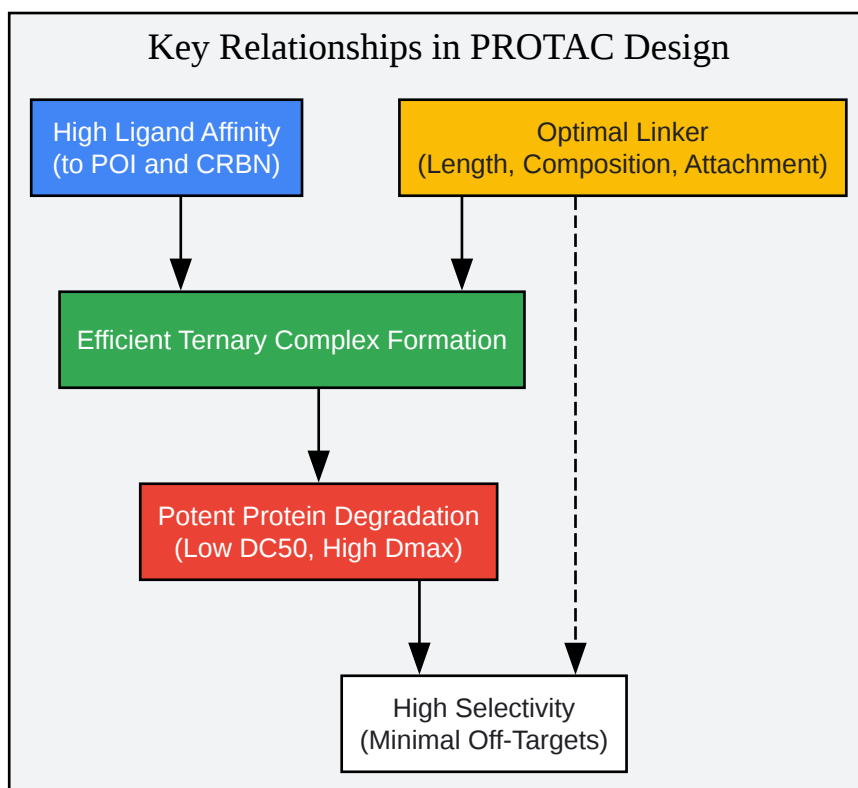 Key Relationships in PROTAC Design
High Ligand Affinity
(to POI and CRBN)
Optimal Linker
(Length, Composition, Attachment)
Efficient Ternary Complex Formation
Potent Protein Degradation
(Low DC50, High Dmax)
High Selectivity
(Minimal Off-Targets)